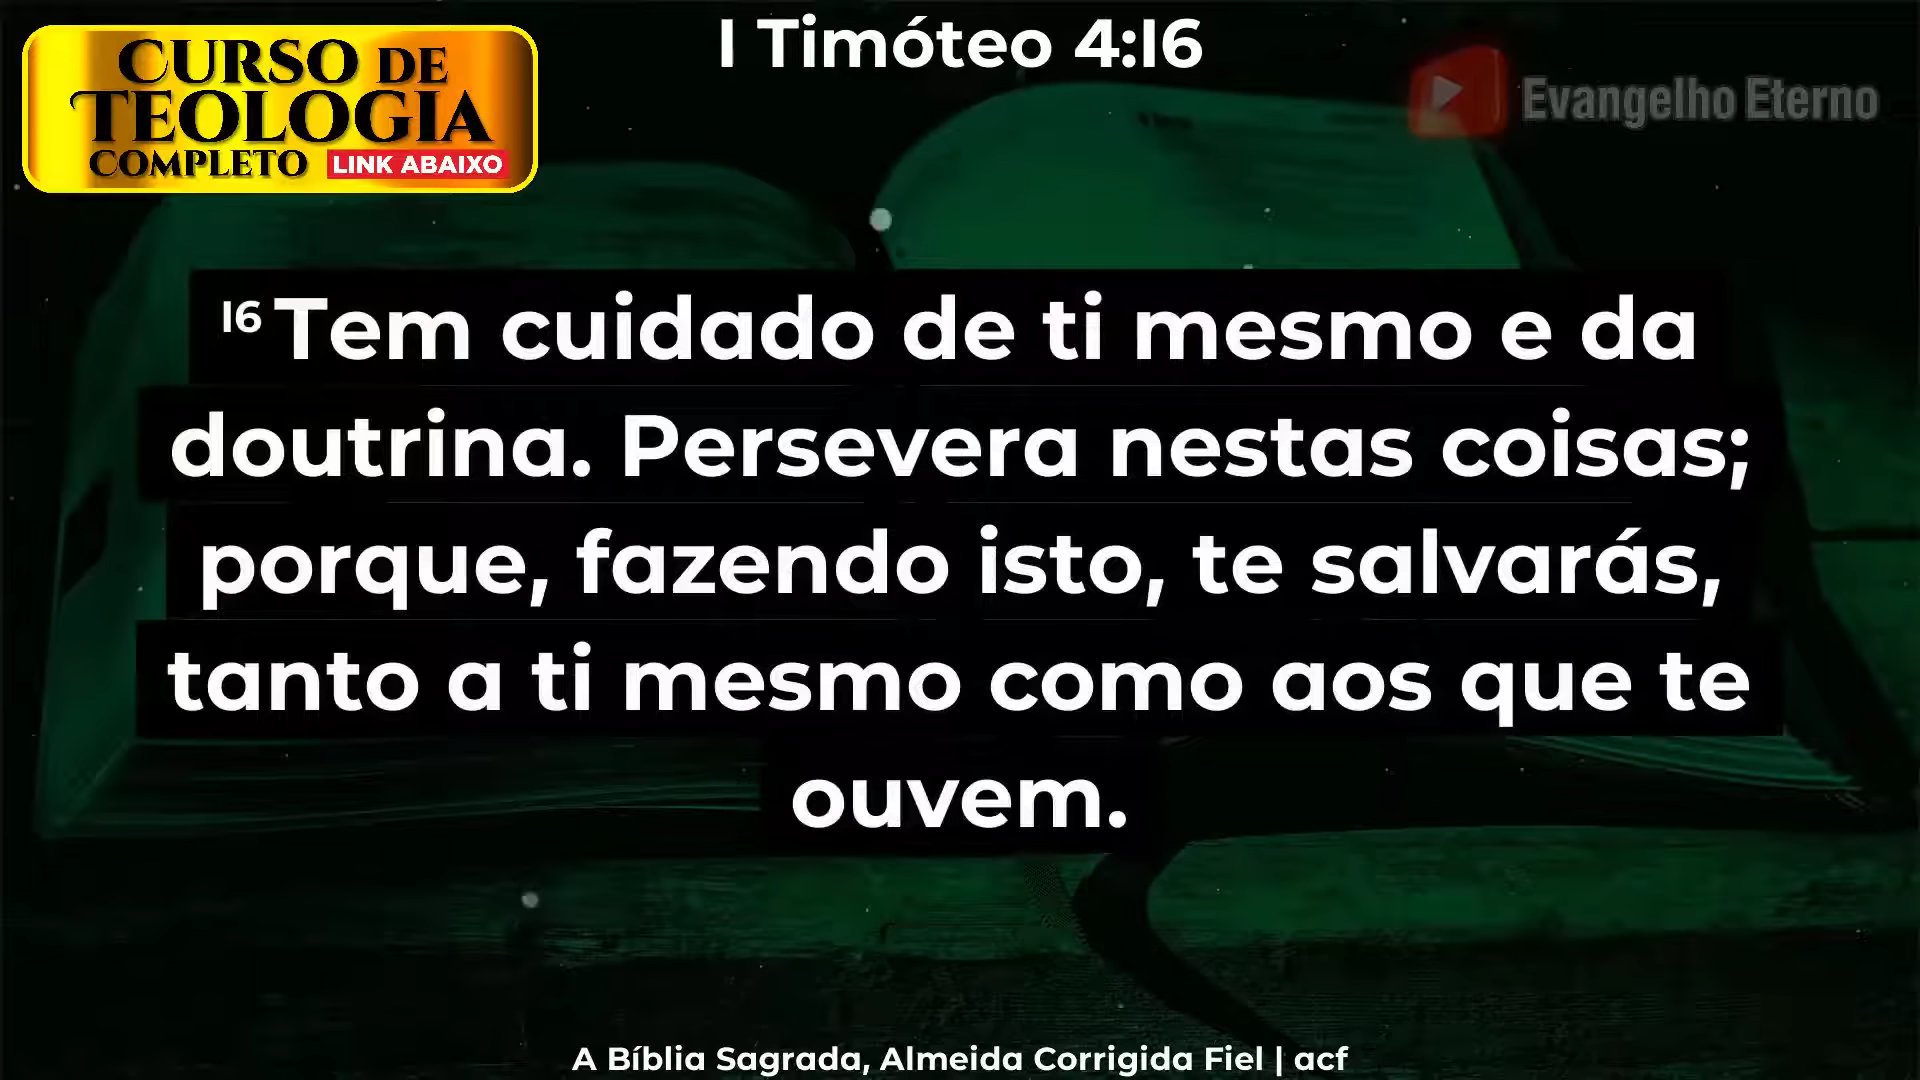 CURSO DE
TEOLOGIA
COMPLETO LINK ABAIXO
I Timóteo 4:16
Evangelho Eterno
16 Tem cuidado de ti mesmo e da
doutrina. Persevera nestas coisas;
porque, fazendo isto, te salvarás,
tanto a ti mesmo como aos que te
ouvem.
A Bíblia Sagrada, Almeida Corrigida Fiel | acf